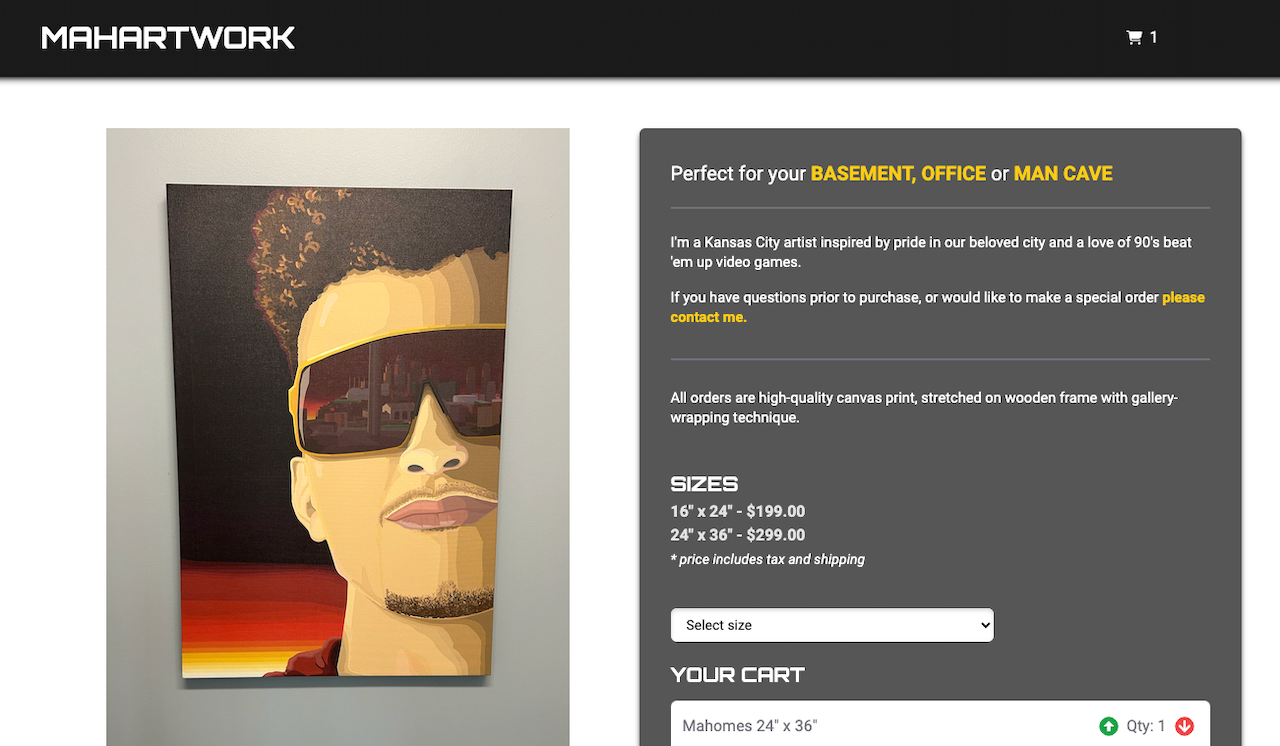 MAHARTWORK
1
Perfect for your BASEMENT, OFFICE or MAN CAVE
I'm a Kansas City artist inspired by pride in our beloved city and a love of 90's beat
'em up video games.
If you have questions prior to purchase, or would like to make a special order please
contact me.
All orders are high-quality canvas print, stretched on wooden frame with gallery-
wrapping technique.
SIZES
16" x 24" - $199.00
24" x 36" - $299.00
* price includes tax and shipping
Select size
YOUR CART
Mahomes 24" x 36"
Qty: 1